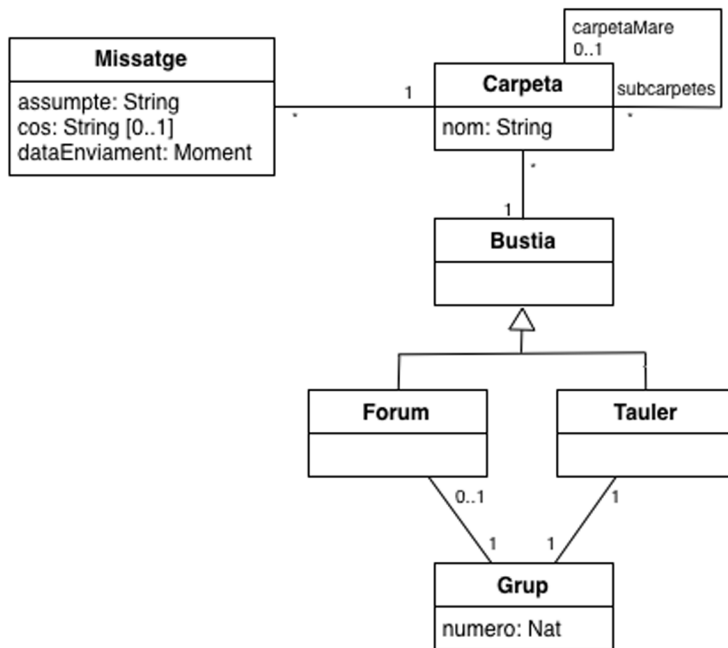 carpetaMare
0..1
Missatge
Carpeta
assumpte: String
cos: String [0..1]
dataEnviament: Moment
1
*
subcarpetes
*
nom: String
*
1
Bustia
Forum
Tauler
0..1
1
1
1
Grup
numero: Nat